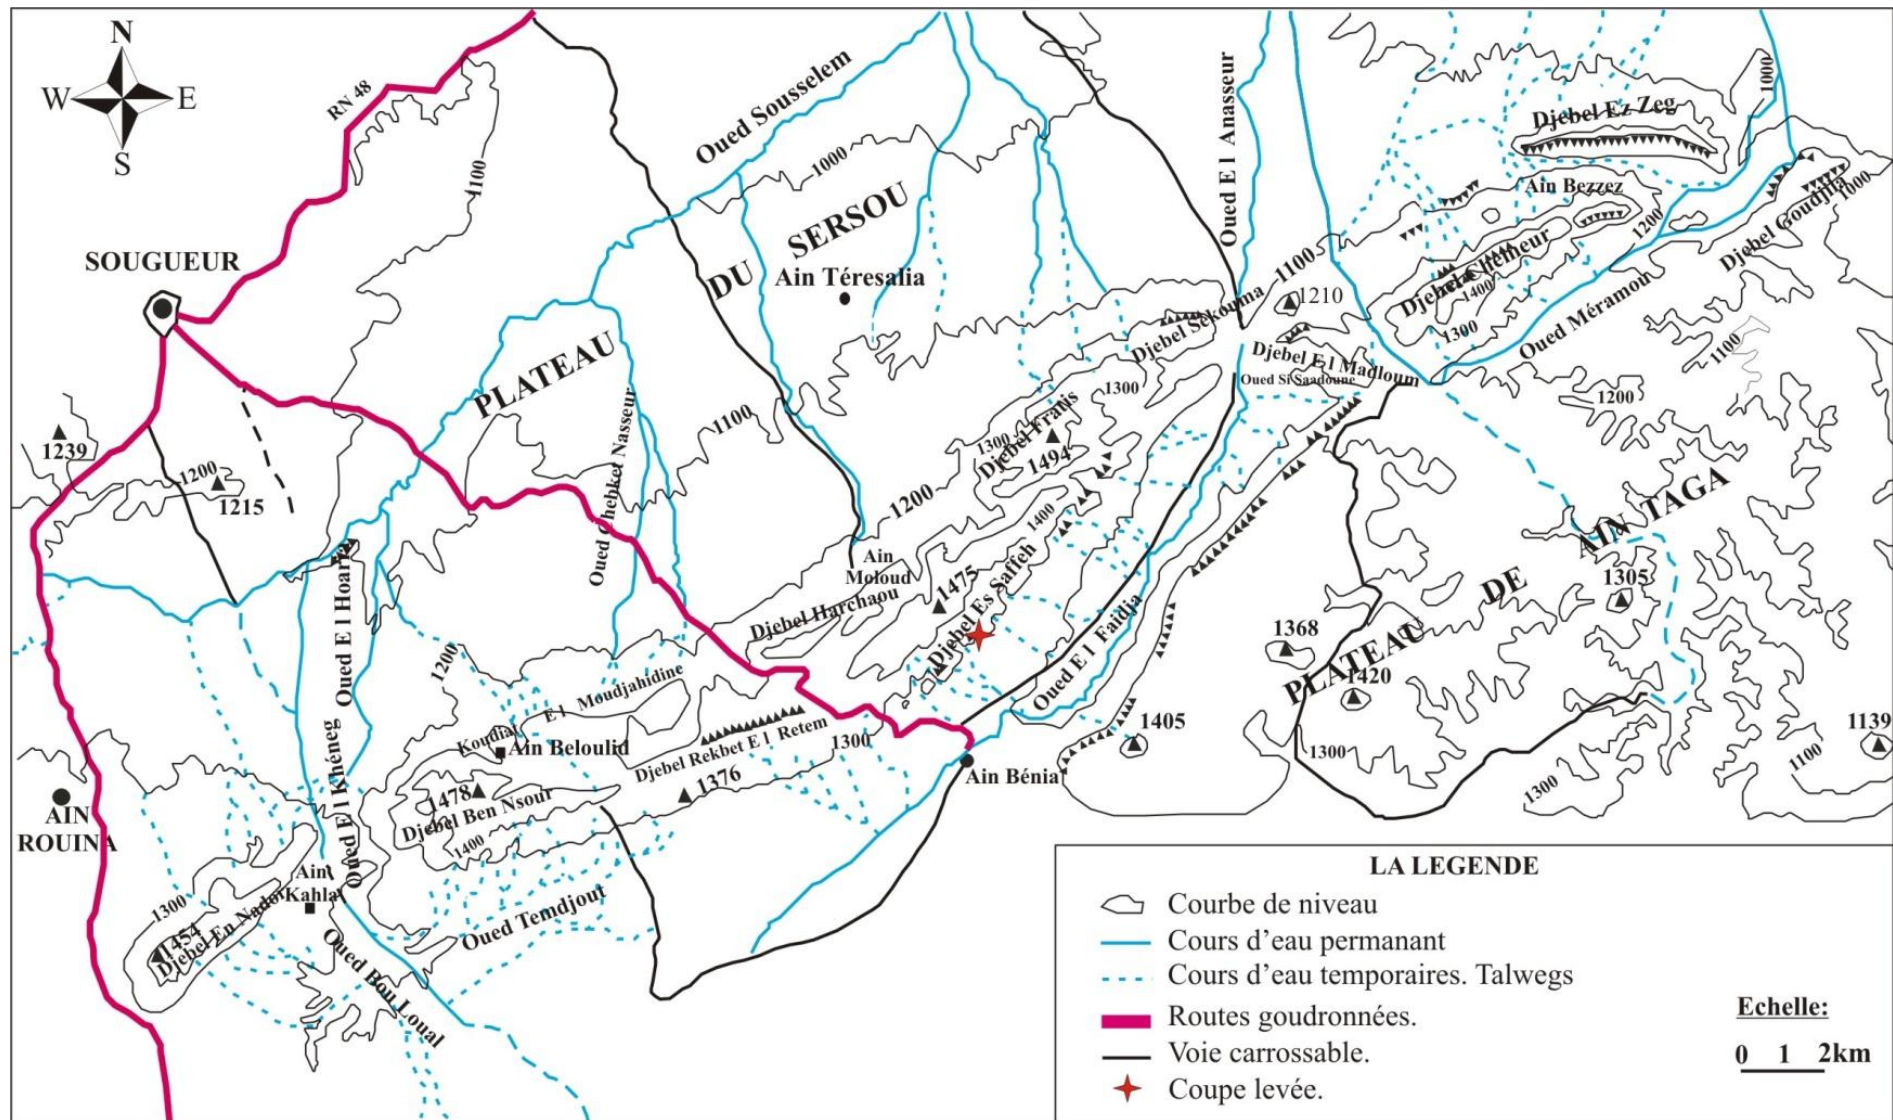 N
W E
S
RN 48
1100
SOUGUEUR
Oued Sousselem
1000
PLATEAU DU SERSOU
Ain Téresalia
Oued E l Anasseur
1000
Djebel Ez Zeg
Ain Bezzez
1200
Djebel Goudjila
1000
Djebel Chemeur
1400
1300
Oued Méramou
1100
1210
1100
Djebel Sekouma
Djebel E l Madloum
Oued Si Saadoune
1200
1300
1300
Djebel Fratis
1494
1100
1200
1239
1200
1215
Oued Chebket Nasseur
Oued E l Hoari
1400
Ain
Moloud
Djebel Harchaou
1475
Djebel Es Saffeh
Oued E l Faidja
PLATEAU DE AIN TAGA
1305
1368
1420
1405
1139
1100
1300
1300
1200
Koudiat E l Moudjahidine
Ain Beloulid
Djebel Rekbet E l Retem
1300
1376
Ain Bénia
1478
Djebel Ben Nsour
1400
Oued E l Khéneg
AIN
ROUINA
Ain
Kahla
1300
1454
Djebel En Nador
Oued Temdjout
Oued Bou Loual
LA LEGENDE
Courbe de niveau
Cours d’eau permanant
Cours d’eau temporaires. Talwegs
Routes goudronnées.
Voie carrossable.
Coupe levée.
Echelle:
0 1 2km